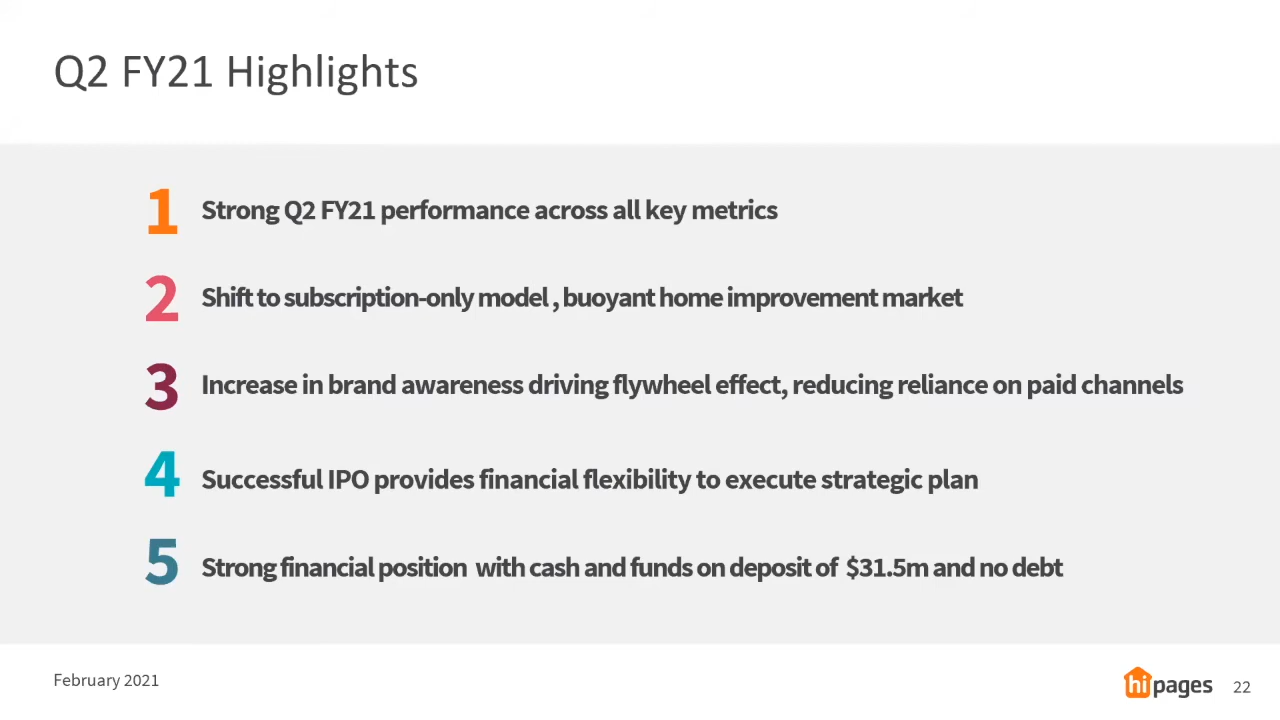 Q2 FY21 Highlights
1 Strong Q2 FY21 performance across all key metrics
2 Shift to subscription-only model , buoyant home improvement market
3 Increase in brand awareness driving flywheel effect, reducing reliance on paid channels
4 Successful IPO provides financial flexibility to execute strategic plan
5 Strong financial position with cash and funds on deposit of $31.5m and no debt
February 2021
hipages 22